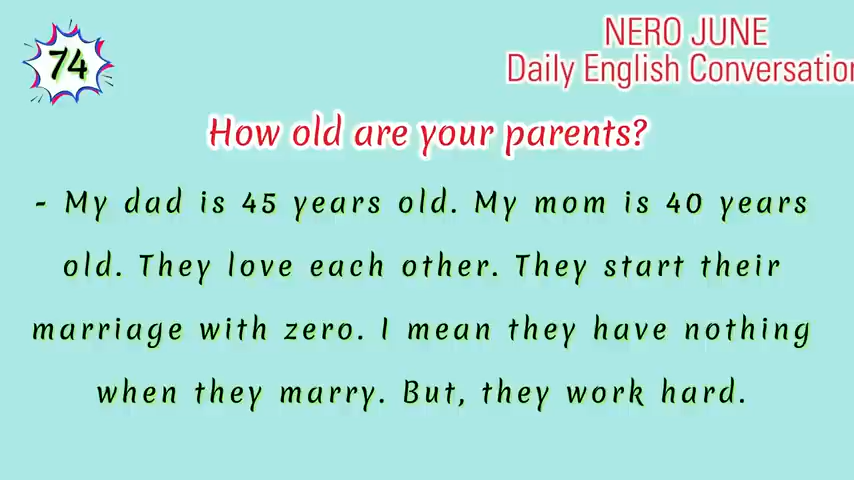 74
NERO JUNE
Daily English Conversation
How old are your parents?
- My dad is 45 years old. My mom is 40 years
old. They love each other. They start their
marriage with zero. I mean they have nothing
when they marry. But, they work hard.